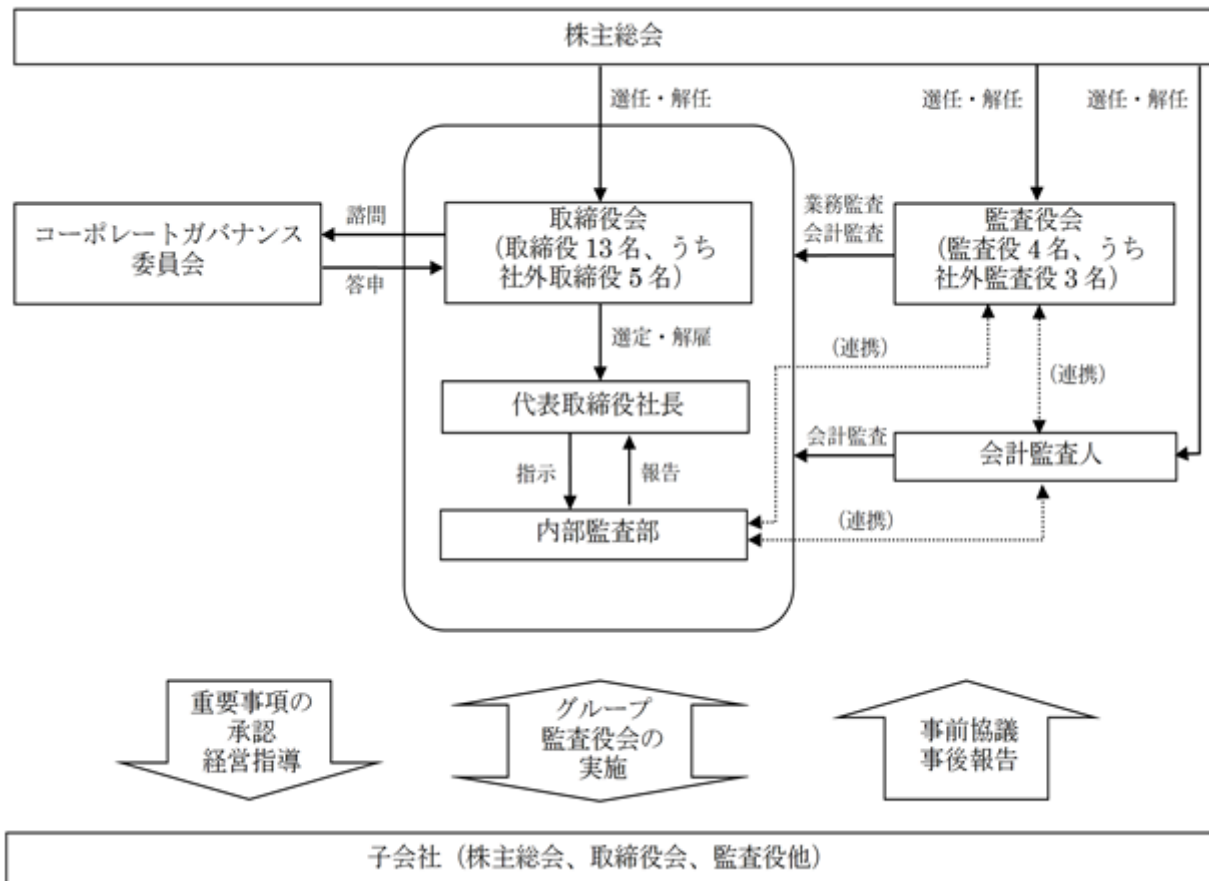 株主総会
選任・解任
選任・解任
選任・解任
コーポレートガバナンス
委員会
諮問
答申
取締役会
(取締役 13 名、うち
社外取締役 5 名)
業務監査
会計監査
監査役会
(監査役 4 名、うち
社外監査役 3 名)
選定・解雇
(連携)
(連携)
代表取締役社長
会計監査
会計監査人
指示
報告
(連携)
内部監査部
重要事項の
承認
経営指導
グループ
監査役会の
実施
事前協議
事後報告
子会社(株主総会、取締役会、監査役他)